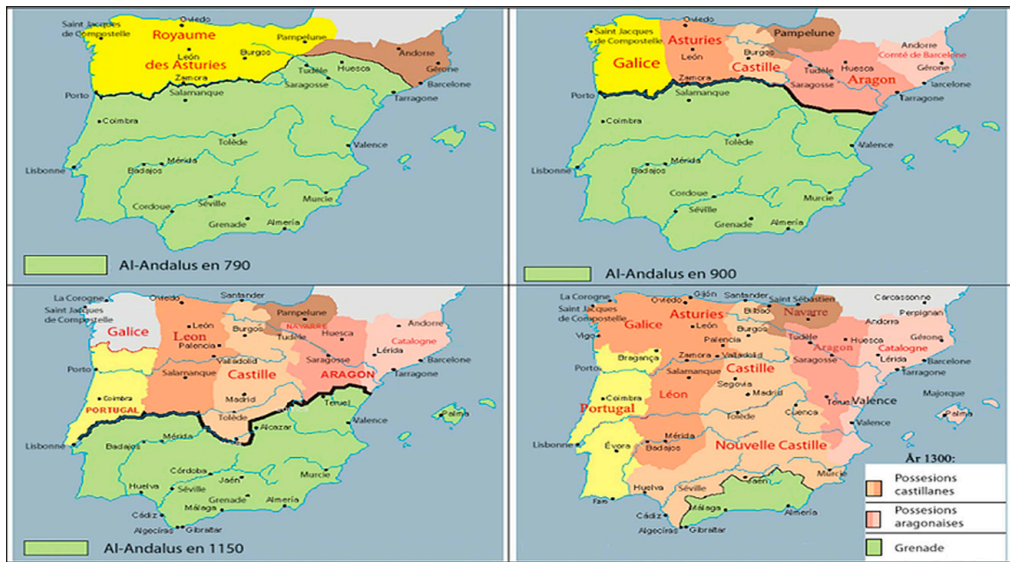 Saint Jacques
de Compostelle
Oviedo
Royaume
des Asturies
León
Burgos
Pampelune
Andorre
Zamora
Tudèle
Huesca
Gérone
Porto
Salamanque
Saragosse
Barcelone
Tarragone
Coimbra
Tolède
Valence
Mérida
Badajos
Lisbonne
Cordoue
Séville
Murcie
Grenade
Almería
Al-Andalus en 790
Saint Jacques
de Compostelle
Oviedo
Asturies
Pampelune
Galice
León
Burgos
Castille
Andorre
Comté de Barcelone
Huesca
Tudèle
Gérone
Zamora
Saragosse
Aragon
Porto
Salamanque
Tarragone
Coimbra
Tolède
Valence
Mérida
Badajos
Lisbonne
Cordoue
Séville
Murcie
Grenade
Almería
Al-Andalus en 900
La Corogne
Oviedo
Santander
Saint Jacques
de Compostelle
Pampelune
Galice
León
Leon
Burgos
NAVARRE
Andorre
Tudèle
Huesca
Catalogne
Palencia
Lérida
Porto
Valladolid
Saragosse
Barcelone
Salamanque
Castille
ARAGON
Tarragone
Coimbra
Madrid
PORTUGAL
Teruel
Tolède
Alcazar
Valence
Palma
Lisbonne
Badajos
Mérida
Córdoba
Jaén
Murcie
Huelva
Séville
Grenade
Almería
Málaga
Cádiz
Algeciras
Gibraltar
Al-Andalus en 1150
La Corogne
Gijón
Oviedo
Santander
Bilbao
Saint Sébastien
Carcassonne
Saint Jacques
de Compostelle
Perpignan
Asturies
Navarre
Galice
León
Burgos
Andorra
Vigo
Palencia
Tudèle
Huesca
Gérone
Aragon
Catalogne
Bragança
Zamora
Valladolid
Saragosse
Lérida
Barcelone
Porto
Castille
Salamanque
Tarragone
Segovia
Léon
Madrid
Majorque
Coimbra
Teruel
Valence
Portugal
Tolède
Cuenca
Palma
Valence
Lisbonne
Évora
Mérida
Badajos
Nouvelle Castille
År 1300:
Murcie
Jaén
Huelva
Séville
Possesions
castillanes
Málaga
Almería
Cádiz
Possesions
aragonaises
Algeciras
Gibraltar
Grenade